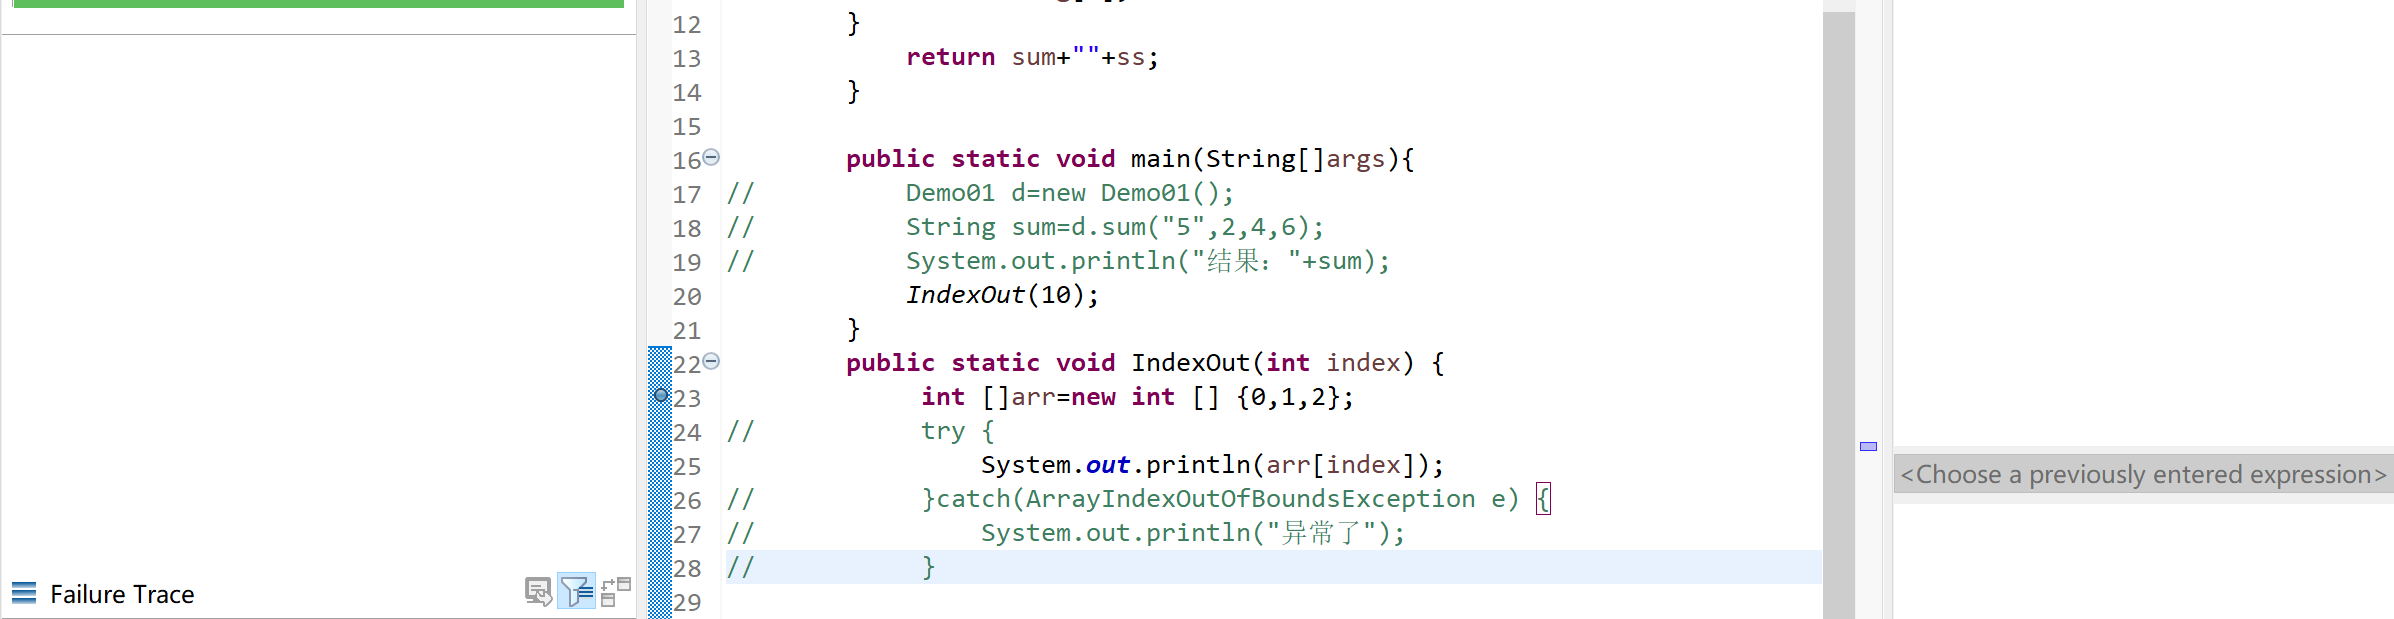 12 }
13 return sum+""+ss;
14 }
15
16 public static void main(String[]args){
17 // Demo01 d=new Demo01();
18 // String sum=d.sum("5",2,4,6);
19 // System.out.println("结果："+sum);
20 IndexOut(10);
21 }
22 public static void IndexOut(int index) {
23 int []arr=new int [] {0,1,2};
24 // try {
25 System.out.println(arr[index]);
26 // }catch(ArrayIndexOutOfBoundsException e) {
27 // System.out.println("异常了");
28 // }
29
Failure Trace
<Choose a previously entered expression>